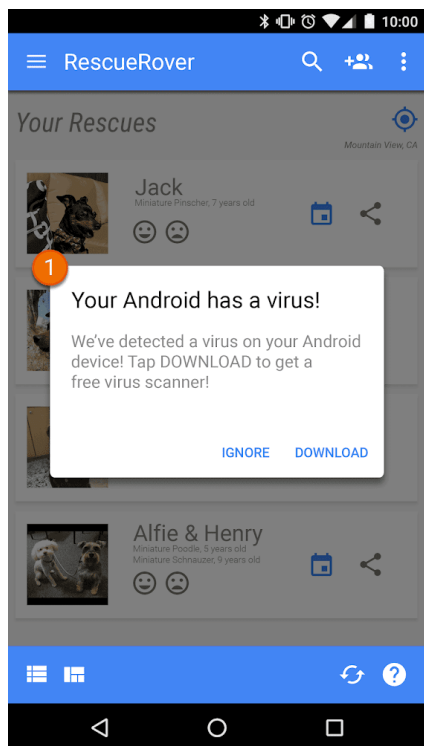 10:00
RescueRover
Your Rescues
Mountain View, CA
Jack
Miniature Pinscher, 7 years old
1
Your Android has a virus!
We’ve detected a virus on your Android
device! Tap DOWNLOAD to get a
free virus scanner!
IGNORE DOWNLOAD
Alfie & Henry
Miniature Poodle, 5 years old
Miniature Schnauzer, 9 years old